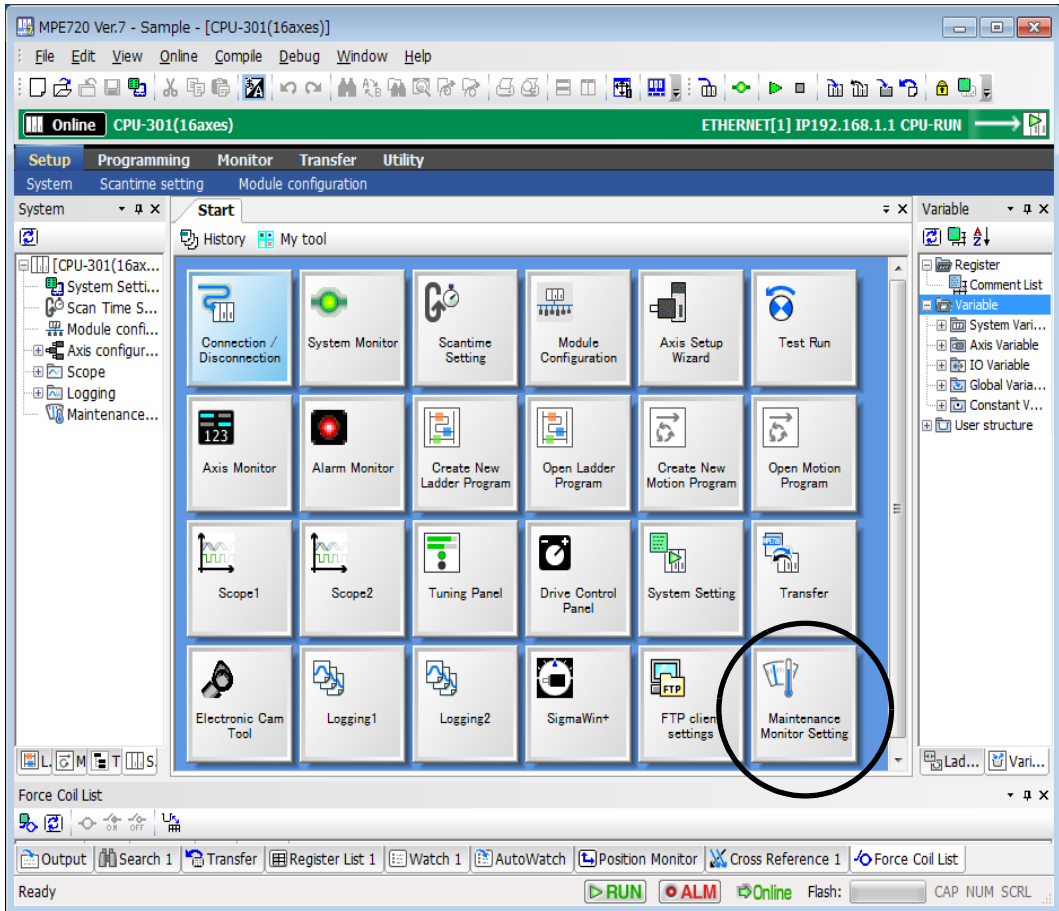 MPE720 Ver.7 - Sample - [CPU-301(16axes)]
File Edit View Online Compile Debug Window Help
Online CPU-301(16axes) ETHERNET[1] IP192.168.1.1 CPU-RUN
Setup Programming Monitor Transfer Utility
System Scantime setting Module configuration
System
[CPU-301(16ax...
System Setti...
Scan Time S...
Module confi...
Axis configur...
Scope
Logging
Maintenance...
L. M T S.
Start
History My tool
Connection /
Disconnection
System Monitor
Scantime
Setting
Module
Configuration
Axis Setup
Wizard
Test Run
123
Axis Monitor
Alarm Monitor
Create New
Ladder Program
Open Ladder
Program
Create New
Motion Program
Open Motion
Program
Scope1
Scope2
Tuning Panel
Drive Control
Panel
System Setting
Transfer
Electronic Cam
Tool
Logging1
Logging2
SigmaWin+
FTP
FTP client
settings
Maintenance
Monitor Setting
Variable
Register
Comment List
Variable
System Vari...
Axis Variable
IO Variable
Global Varia...
Constant V...
User structure
Lad... Vari...
Force Coil List
ON OFF
Output Search 1 Transfer Register List 1 Watch 1 AutoWatch Position Monitor Cross Reference 1 Force Coil List
Ready RUN ALM Online Flash: CAP NUM SCRL